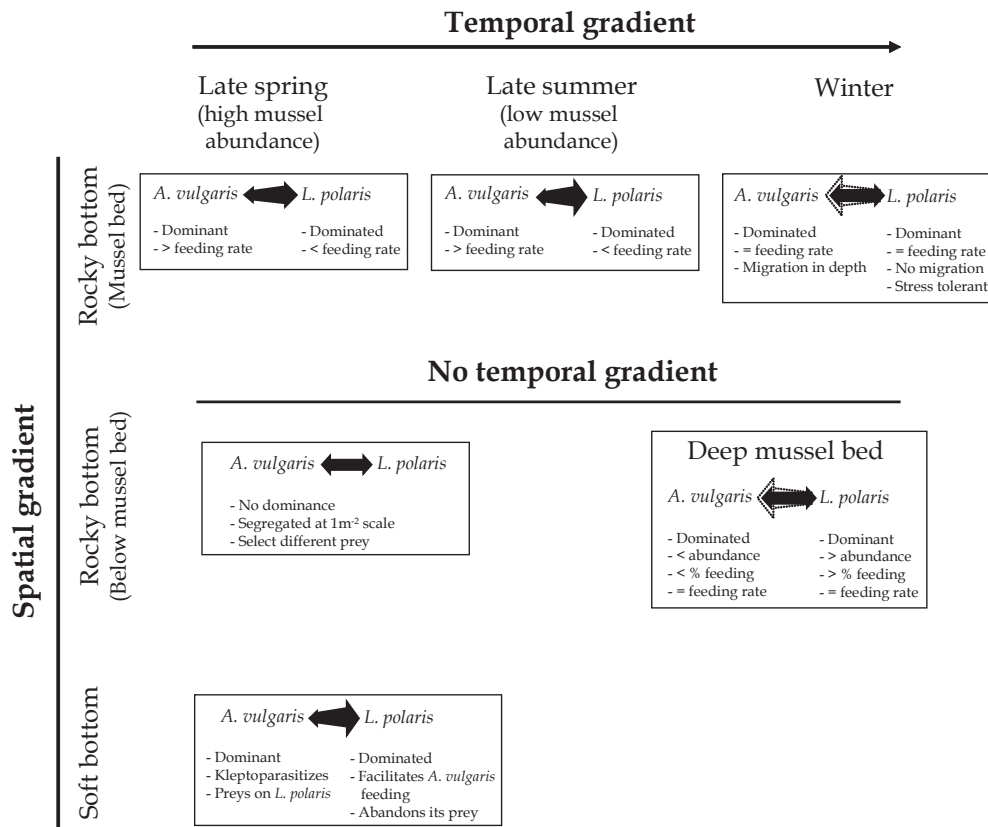 Temporal gradient
Late spring
(high mussel
abundance)
Late summer
(low mussel
abundance)
Winter
Spatial gradient
Rocky bottom
(Mussel bed)
A. vulgaris
L. polaris
- Dominant
- > feeding rate
- Dominated
- < feeding rate
A. vulgaris
L. polaris
- Dominant
- > feeding rate
- Dominated
- < feeding rate
A. vulgaris
L. polaris
- Dominated
- = feeding rate
- Migration in depth
- Dominant
- = feeding rate
- No migration
- Stress tolerant
No temporal gradient
Rocky bottom
(Below mussel bed)
A. vulgaris
L. polaris
- No dominance
- Segregated at 1m-² scale
- Select different prey
Deep mussel bed
A. vulgaris
L. polaris
- Dominated
- < abundance
- < % feeding
- = feeding rate
- Dominant
- > abundance
- > % feeding
- = feeding rate
Soft bottom
A. vulgaris
L. polaris
- Dominant
- Kleptoparasitizes
- Preys on L. polaris
- Dominated
- Facilitates A. vulgaris
feeding
- Abandons its prey